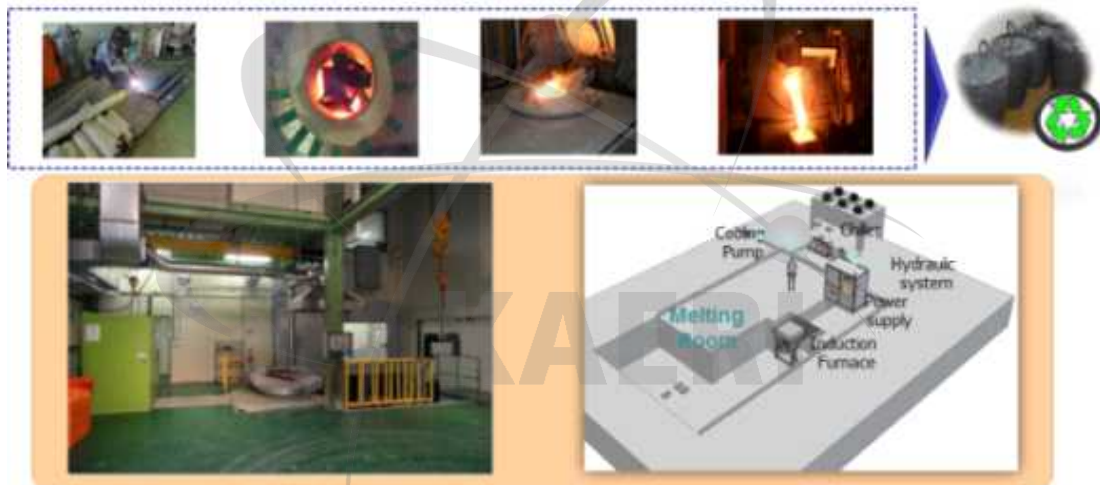 Chiller
Cooling
Pump
Hydraulic
system
Power
supply
Melting
Room
Induction
Furnace
KAERI